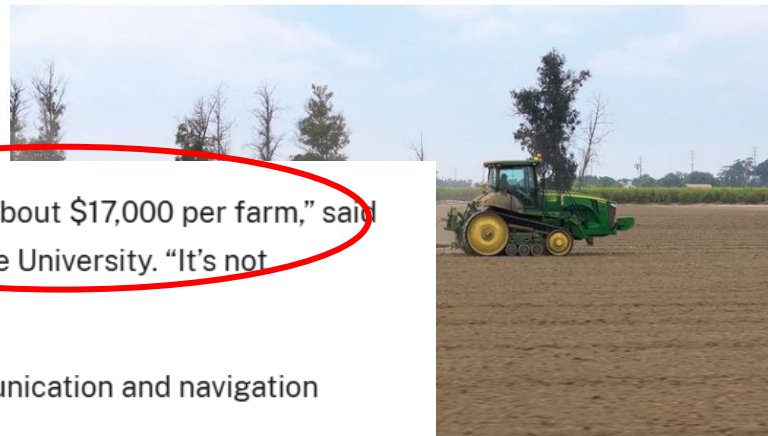 bout $17,000 per farm,” said
e University. “It’s not
unication and navigation